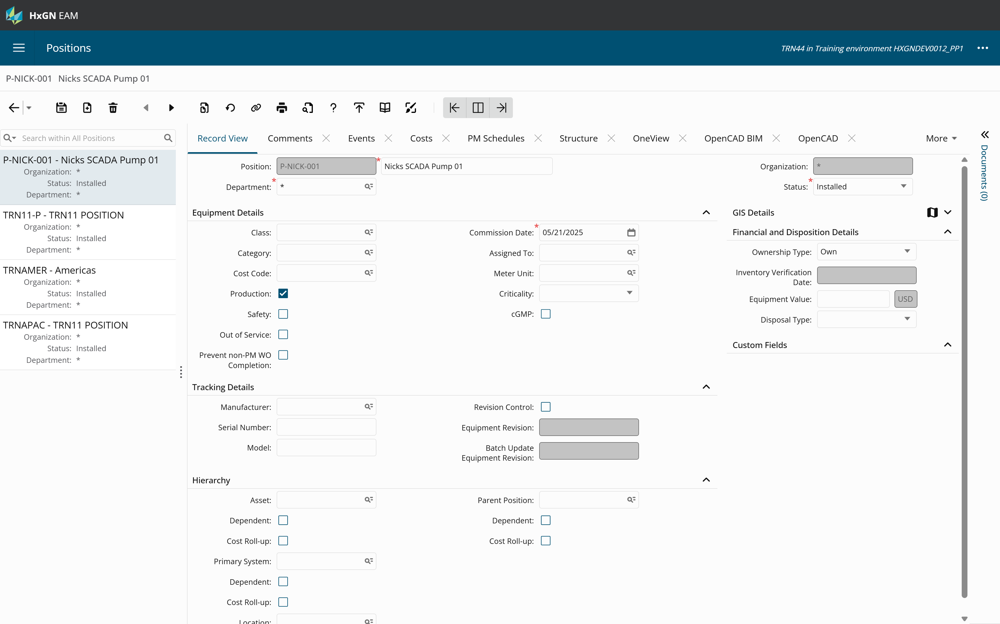 HxGN EAM
Positions
TRN44 in Training environment HXGNDEV0012_PP1
P-NICK-001 Nicks SCADA Pump 01
Search within All Positions
P-NICK-001 - Nicks SCADA Pump 01
Organization: *
Status: Installed
Department: *
TRN11-P - TRN11 POSITION
Organization: *
Status: Installed
Department: *
TRNAMER - Americas
Organization: *
Status: Installed
Department: *
TRNAPAC - TRN11 POSITION
Organization: *
Status: Installed
Department: *
Record View Comments Events Costs PM Schedules Structure OneView OpenCAD BIM OpenCAD More
Documents (0)
Position: P-NICK-001 * Nicks SCADA Pump 01
Organization: *
Department: * *
Status: * Installed
Equipment Details
Class:
Category:
Cost Code:
Production:
Safety:
Out of Service:
Prevent non-PM WO
Completion:
Commission Date: * 05/21/2025
Assigned To:
Meter Unit:
Criticality:
cGMP:
GIS Details
Financial and Disposition Details
Ownership Type: Own
Inventory Verification
Date:
Equipment Value: USD
Disposal Type:
Custom Fields
Tracking Details
Manufacturer:
Serial Number:
Model:
Revision Control:
Equipment Revision:
Batch Update
Equipment Revision:
Hierarchy
Asset:
Dependent:
Cost Roll-up:
Primary System:
Dependent:
Cost Roll-up:
Location:
Parent Position:
Dependent:
Cost Roll-up: